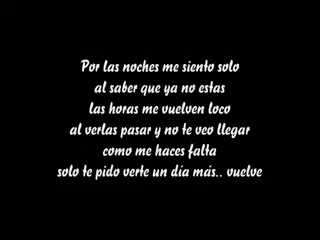 Por las noches me siento solo
al saber que ya no estas
las horas me vuelven loco
al verlas pasar y no te veo llegar
como me haces falta
solo te pido verte un día más.. vuelve